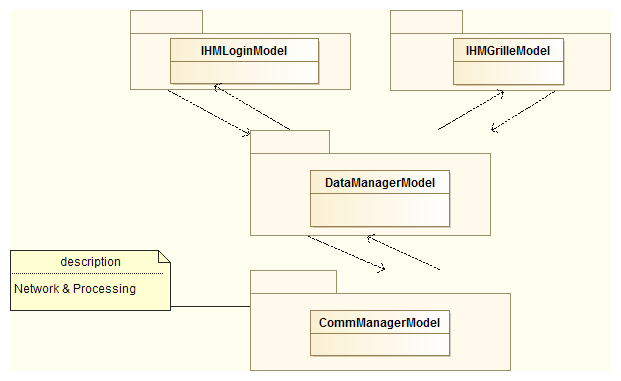 IHMLoginModel
IHMGrilleModel
DataManagerModel
description
Network & Processing
CommManagerModel